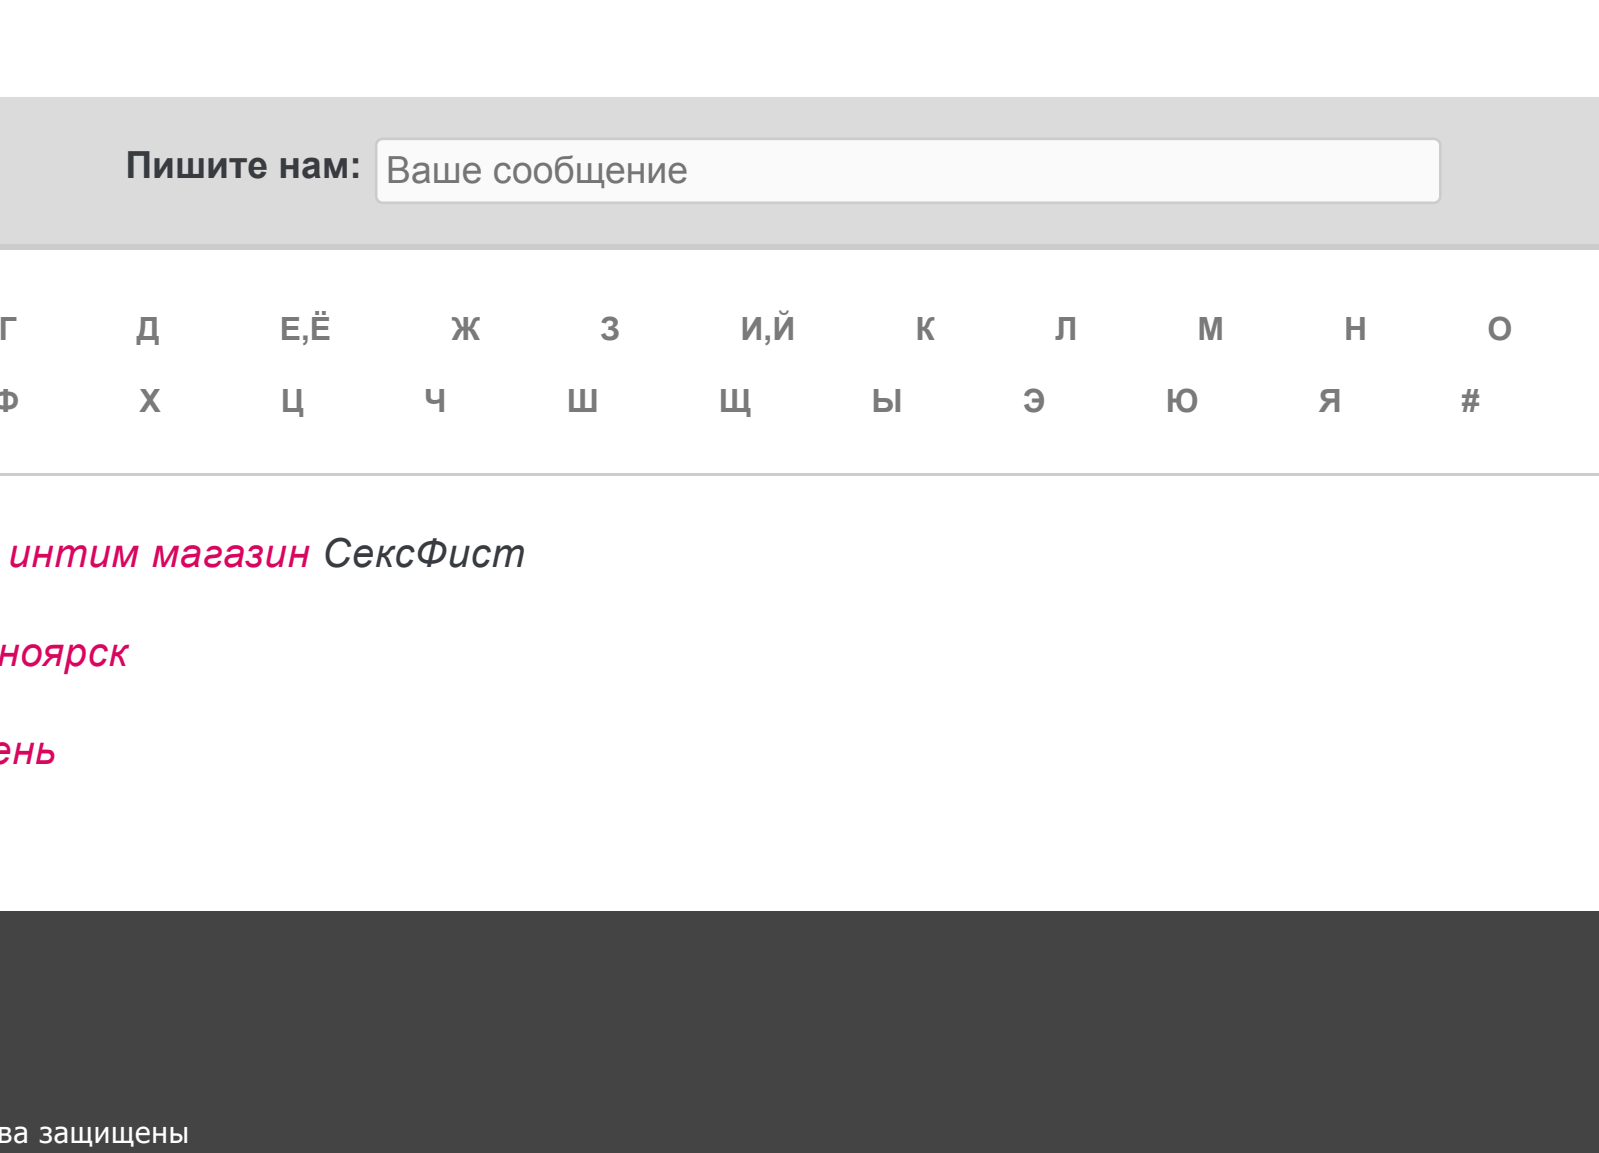 Пишите нам: Ваше сообщение
Г Д Е,Ё Ж З И,Й К Л М Н О
Ф Х Ц Ч Ш Щ Ы Э Ю Я #
интим магазин СексФист
ноярск
ень
ва защищены